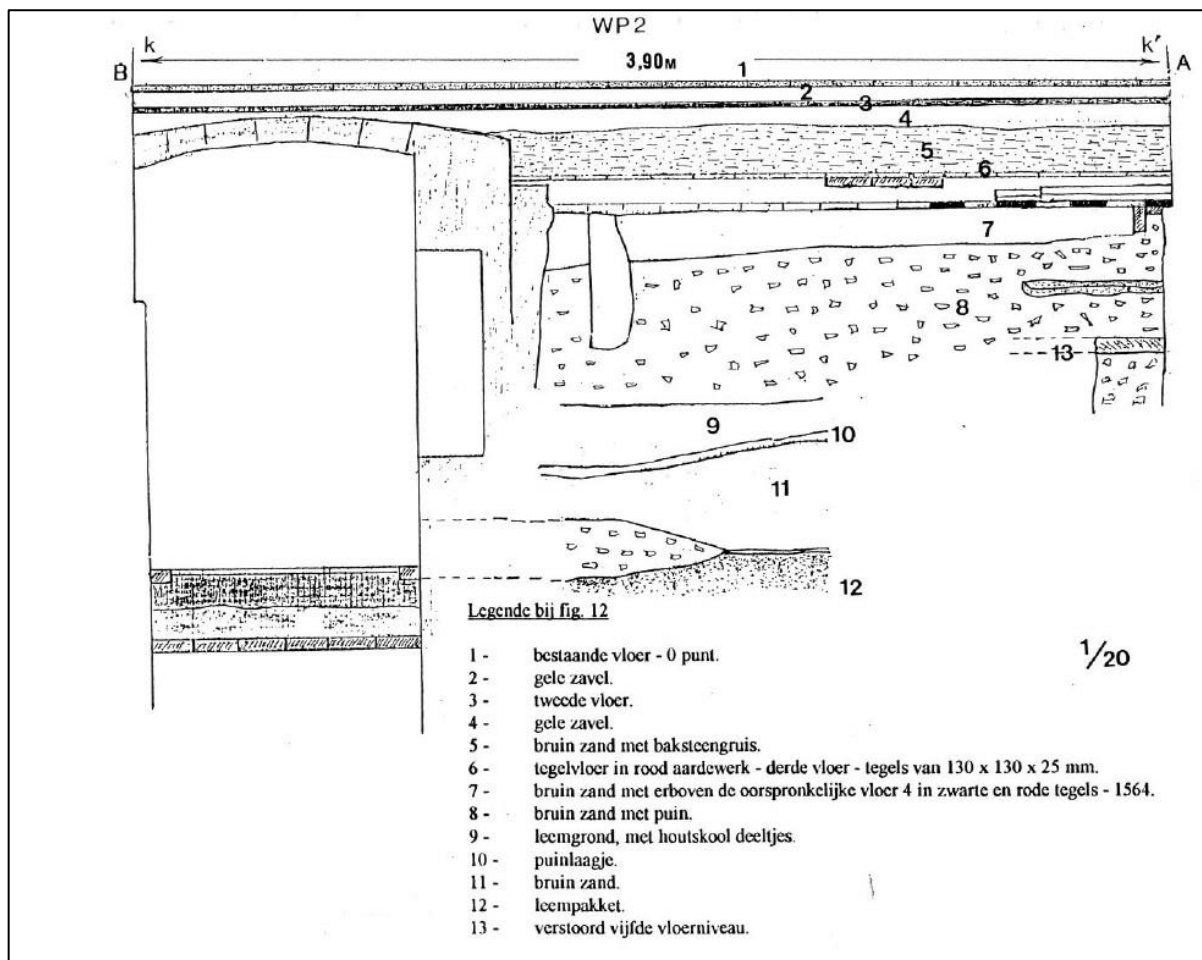 WP2
k 3,90M k'
B A
1
2
3
4
5
6
7
8
13
9
10
11
12
Legende bij fig. 12
1/20
1 - bestaande vloer - 0 punt.
2 - gele zavel.
3 - tweede vloer.
4 - gele zavel.
5 - bruin zand met baksteengruis.
6 - tegelvloer in rood aardewerk - derde vloer - tegels van 130 x 130 x 25 mm.
7 - bruin zand met erboven de oorspronkelijke vloer 4 in zwarte en rode tegels - 1564.
8 - bruin zand met puin.
9 - leemgrond, met houtskool deeltjes.
10 - puinlaagje.
11 - bruin zand.
12 - leempakket.
13 - verstoord vijfde vloerniveau.